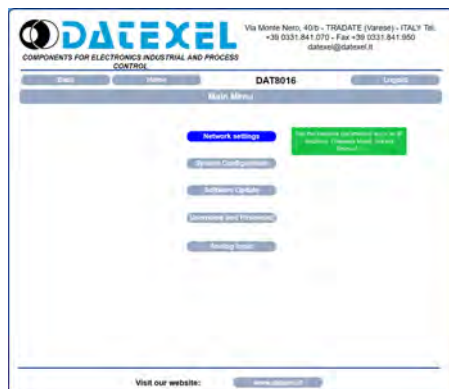 DATEXEL
COMPONENTS FOR ELECTRONICS INDUSTRIAL AND PROCESS
CONTROL
Via Monte Nero, 40/b - TRADATE (Varese) - ITALY Tel.
+39 0331.841.070 - Fax +39 0331.841.950
datexel@datexel.it
Back
Home
DAT8016
Logout
Main Menu
Network settings
System Configuration
Software Update
Username and Password
Analog Input
Visit our website:
www.datexel.it